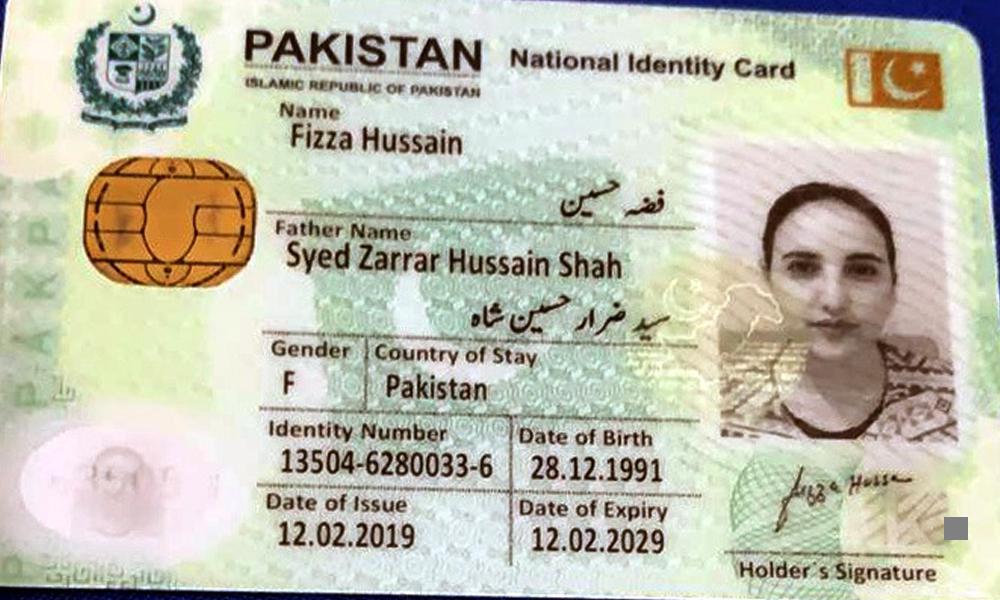 PAKISTAN National Identity Card
ISLAMIC REPUBLIC OF PAKISTAN
Name
Fizza Hussain
فضہ حسین
Father Name
Syed Zarrar Hussain Shah
سید ضرار حسین شاہ
Gender Country of Stay
F Pakistan
Identity Number Date of Birth
13504-6280033-6 28.12.1991
Date of Issue Date of Expiry
12.02.2019 12.02.2029
Holder's Signature